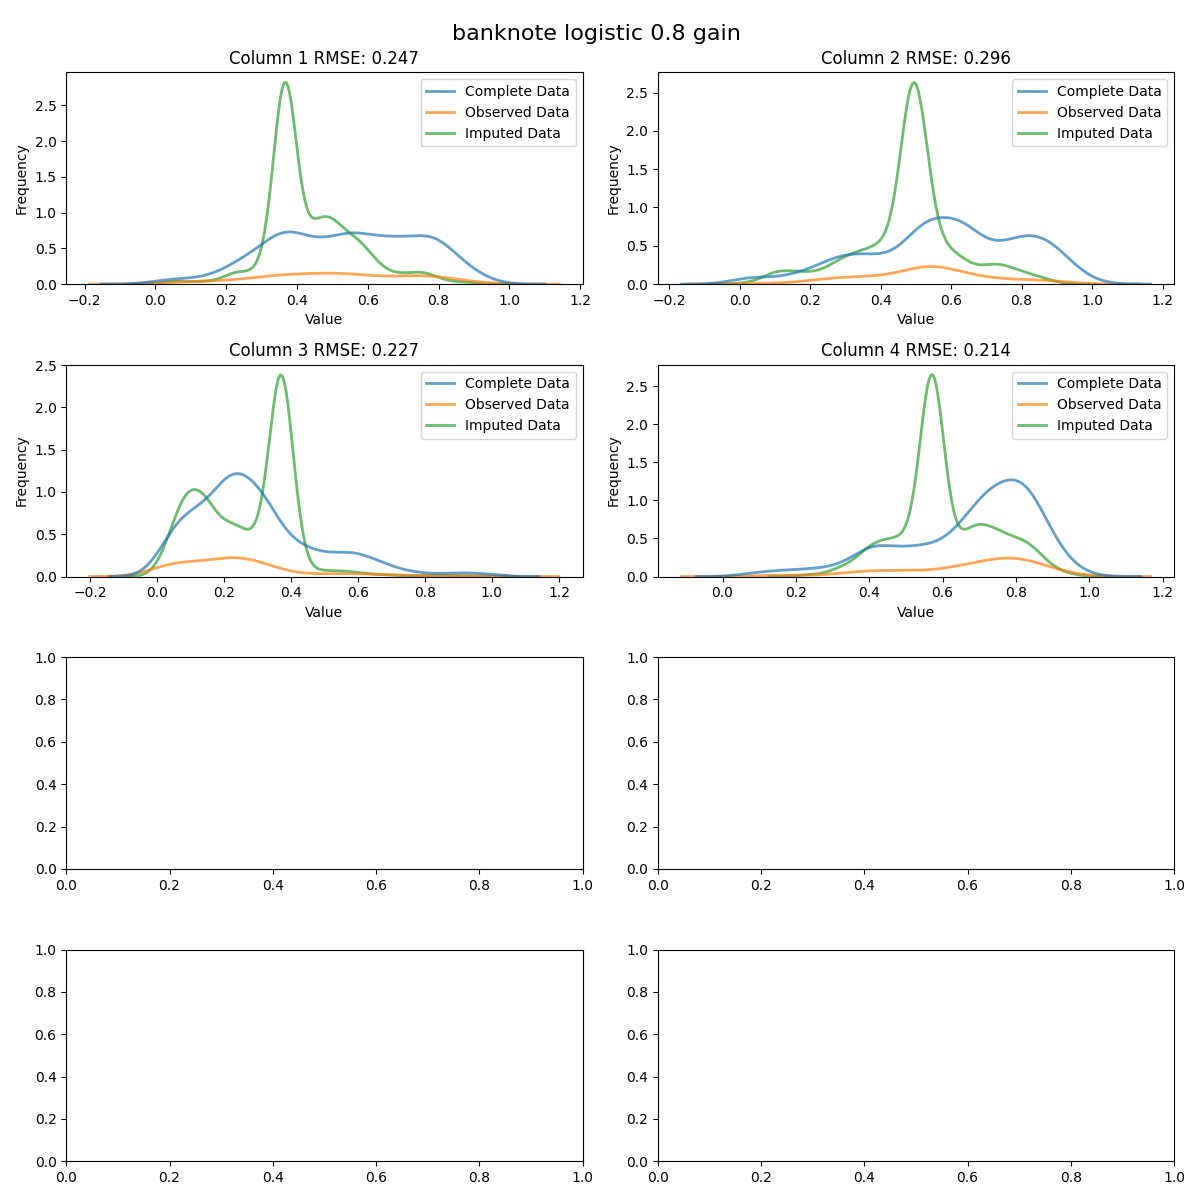 banknote logistic 0.8 gain
Column 1 RMSE: 0.247
Frequency
2.5
2.0
1.5
1.0
0.5
0.0
Complete Data
Observed Data
Imputed Data
−0.2 0.0 0.2 0.4 0.6 0.8 1.0 1.2
Value
Column 2 RMSE: 0.296
Frequency
2.5
2.0
1.5
1.0
0.5
0.0
Complete Data
Observed Data
Imputed Data
−0.2 0.0 0.2 0.4 0.6 0.8 1.0 1.2
Value
Column 3 RMSE: 0.227
Frequency
2.5
2.0
1.5
1.0
0.5
0.0
Complete Data
Observed Data
Imputed Data
−0.2 0.0 0.2 0.4 0.6 0.8 1.0 1.2
Value
Column 4 RMSE: 0.214
Frequency
2.5
2.0
1.5
1.0
0.5
0.0
Complete Data
Observed Data
Imputed Data
0.0 0.2 0.4 0.6 0.8 1.0 1.2
Value
1.0
0.8
0.6
0.4
0.2
0.0
0.0 0.2 0.4 0.6 0.8 1.0
1.0
0.8
0.6
0.4
0.2
0.0
0.0 0.2 0.4 0.6 0.8 1.0
1.0
0.8
0.6
0.4
0.2
0.0
0.0 0.2 0.4 0.6 0.8 1.0
1.0
0.8
0.6
0.4
0.2
0.0
0.0 0.2 0.4 0.6 0.8 1.0